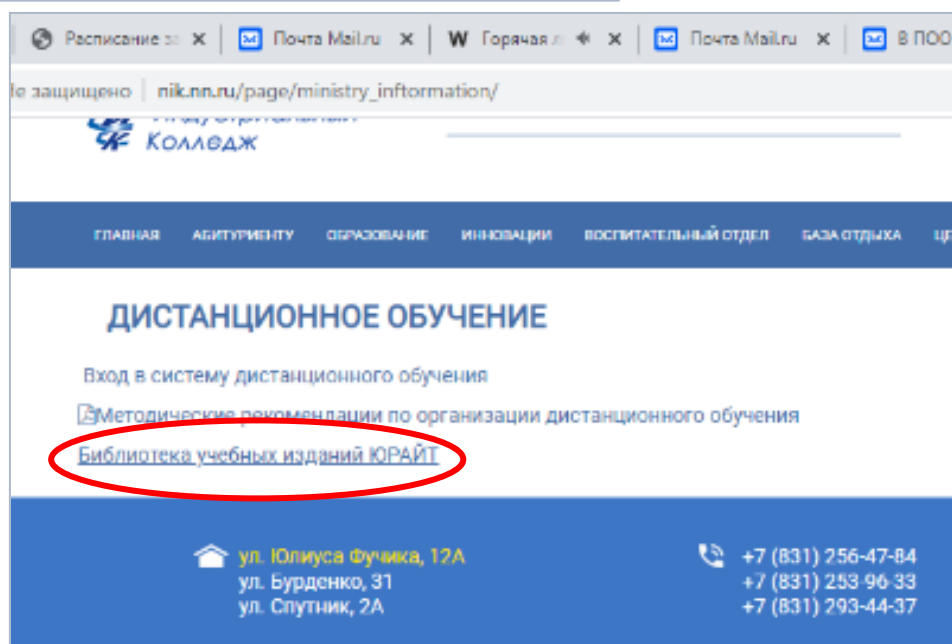 Расписание за
Почта Mail.ru
W Горячая л
Почта Mail.ru
В ПОО
е защищено | nik.nn.ru/page/ministry_inftormation/
Индустриальный
Колледж
ГЛАВНАЯ АБИТУРИЕНТУ ОБРАЗОВАНИЕ ИННОВАЦИИ ВОСПИТАТЕЛЬНЫЙ ОТДЕЛ БАЗА ОТДЫХА ЦЕ
ДИСТАНЦИОННОЕ ОБУЧЕНИЕ
Вход в систему дистанционного обучения
Методические рекомендации по организации дистанционного обучения
Библиотека учебных изданий ЮРАЙТ
ул. Юлиуса Фучика, 12А
ул. Бурденко, 31
ул. Спутник, 2А
+7 (831) 256-47-84
+7 (831) 253-96-33
+7 (831) 293-44-37